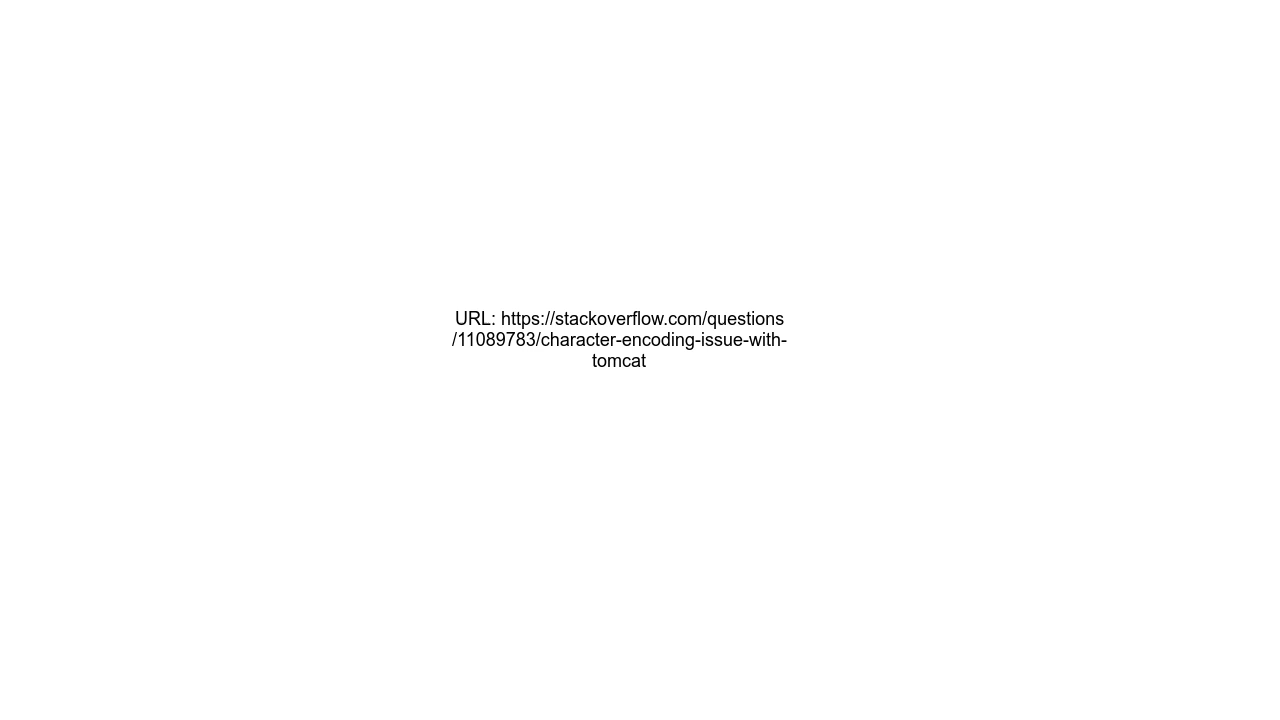 URL: https://stackoverflow.com/questions
/11089783/character-encoding-issue-with-
tomcat